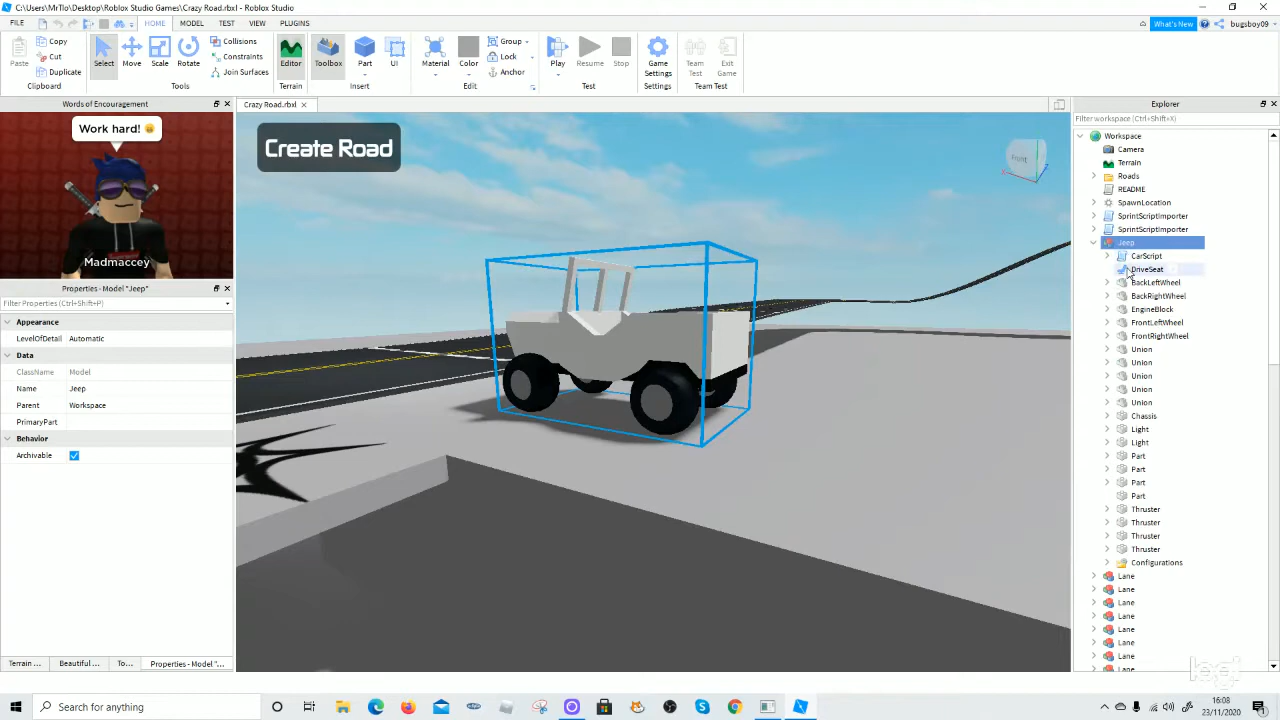 C:\Users\MrTlo\Desktop\Roblox Studio Games\Crazy Road.rbxl - Roblox Studio
FILE HOME MODEL TEST VIEW PLUGINS What's New bugsboy09
Paste Copy Cut Duplicate Select Move Scale Rotate Collisions Constraints Join Surfaces Editor Toolbox Part UI Material Color Group Lock Anchor Play Resume Stop Game Settings Team Test Exit Game
Clipboard Tools Terrain Insert Edit Test Settings Team Test
Words of Encouragement
Work hard!
Madmaccey
Properties - Model "Jeep"
Filter Properties (Ctrl+Shift+P)
Appearance
LevelOfDetail Automatic
Data
ClassName Model
Name Jeep
Parent Workspace
PrimaryPart
Behavior
Archivable
Terrain ... Beautiful ... To... Properties - Model "...
Crazy Road.rbxl
Create Road
Front
X
Explorer
Filter workspace (Ctrl+Shift+X)
Workspace
Camera
Terrain
Roads
README
SpawnLocation
SprintScriptImporter
SprintScriptImporter
Jeep
CarScript
DriveSeat
BackLeftWheel
BackRightWheel
EngineBlock
FrontLeftWheel
FrontRightWheel
Union
Union
Union
Union
Union
Chassis
Light
Light
Part
Part
Part
Part
Thruster
Thruster
Thruster
Thruster
Configurations
Lane
Lane
Lane
Lane
Lane
Lane
Lane
Lane
Type here to search
16:08
23/11/2020